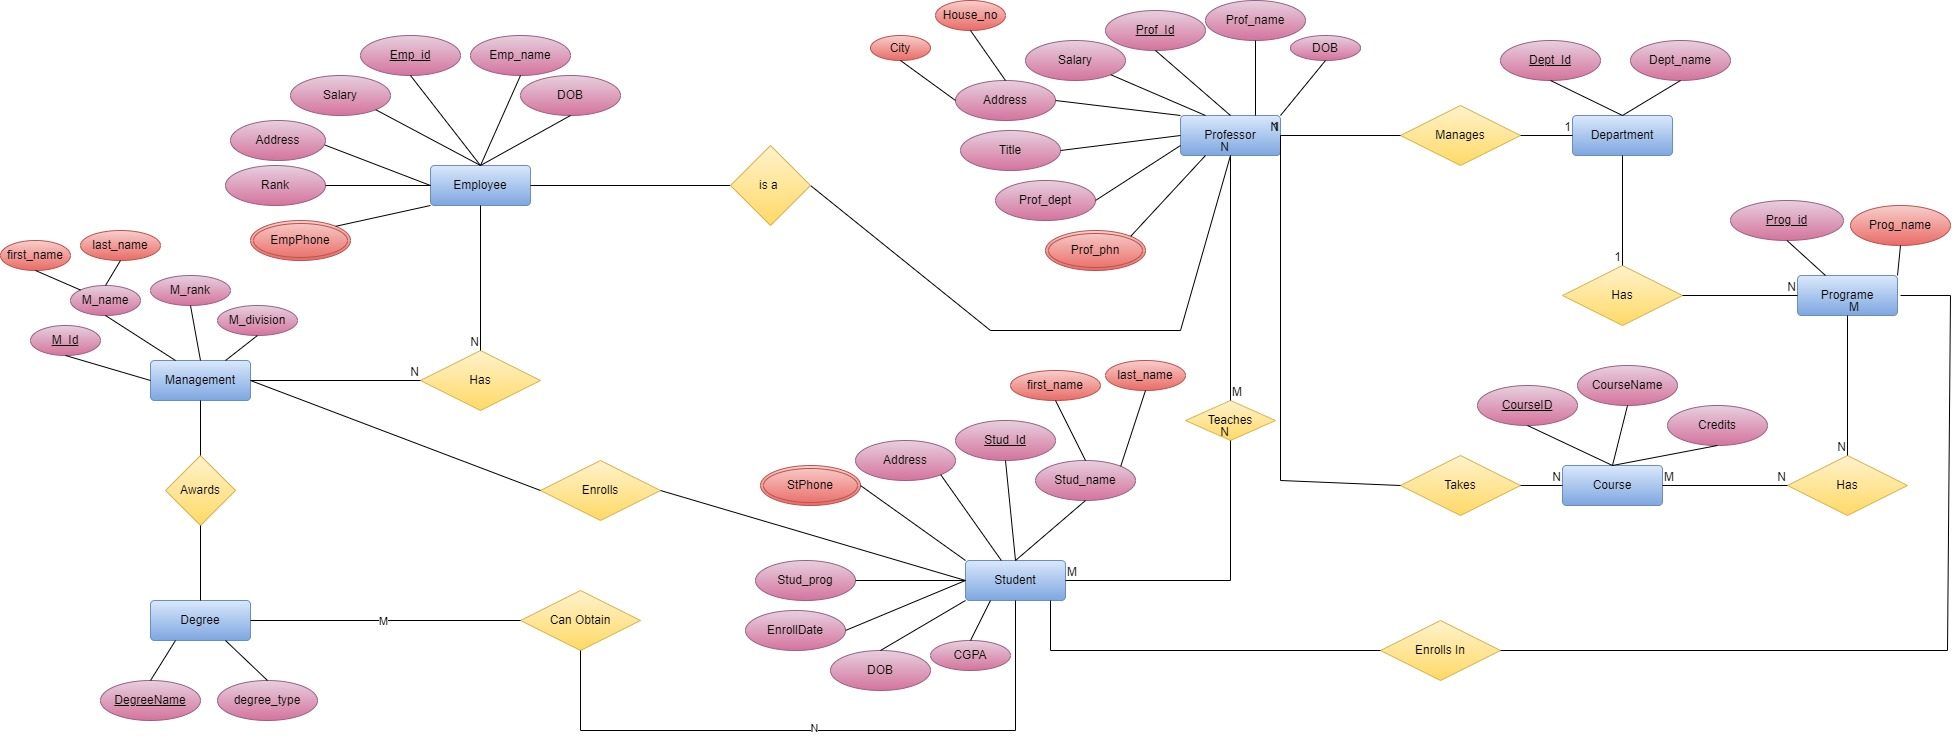 House_no
Prof_Id
Prof_name
City
DOB
Emp_id
Emp_name
Salary
Dept_Id
Dept_name
Salary
DOB
Address
Address
Title
Professor
N
1
Manages
1
Department
N
Employee
is a
Rank
Prof_dept
EmpPhone
Prof_phn
Prog_id
Prog_name
first_name
last_name
M_name
M_rank
M_division
M_Id
1
Has
N
Programe
M
N
Management
N
Has
first_name
last_name
M
Teaches
N
CourseID
CourseName
Credits
Stud_Id
Address
Stud_name
StPhone
Awards
Enrolls
Takes
N
Course
M
N
N
Has
Stud_prog
Student
M
EnrollDate
DOB
CGPA
Degree
M
Can Obtain
Enrolls In
DegreeName
degree_type
N